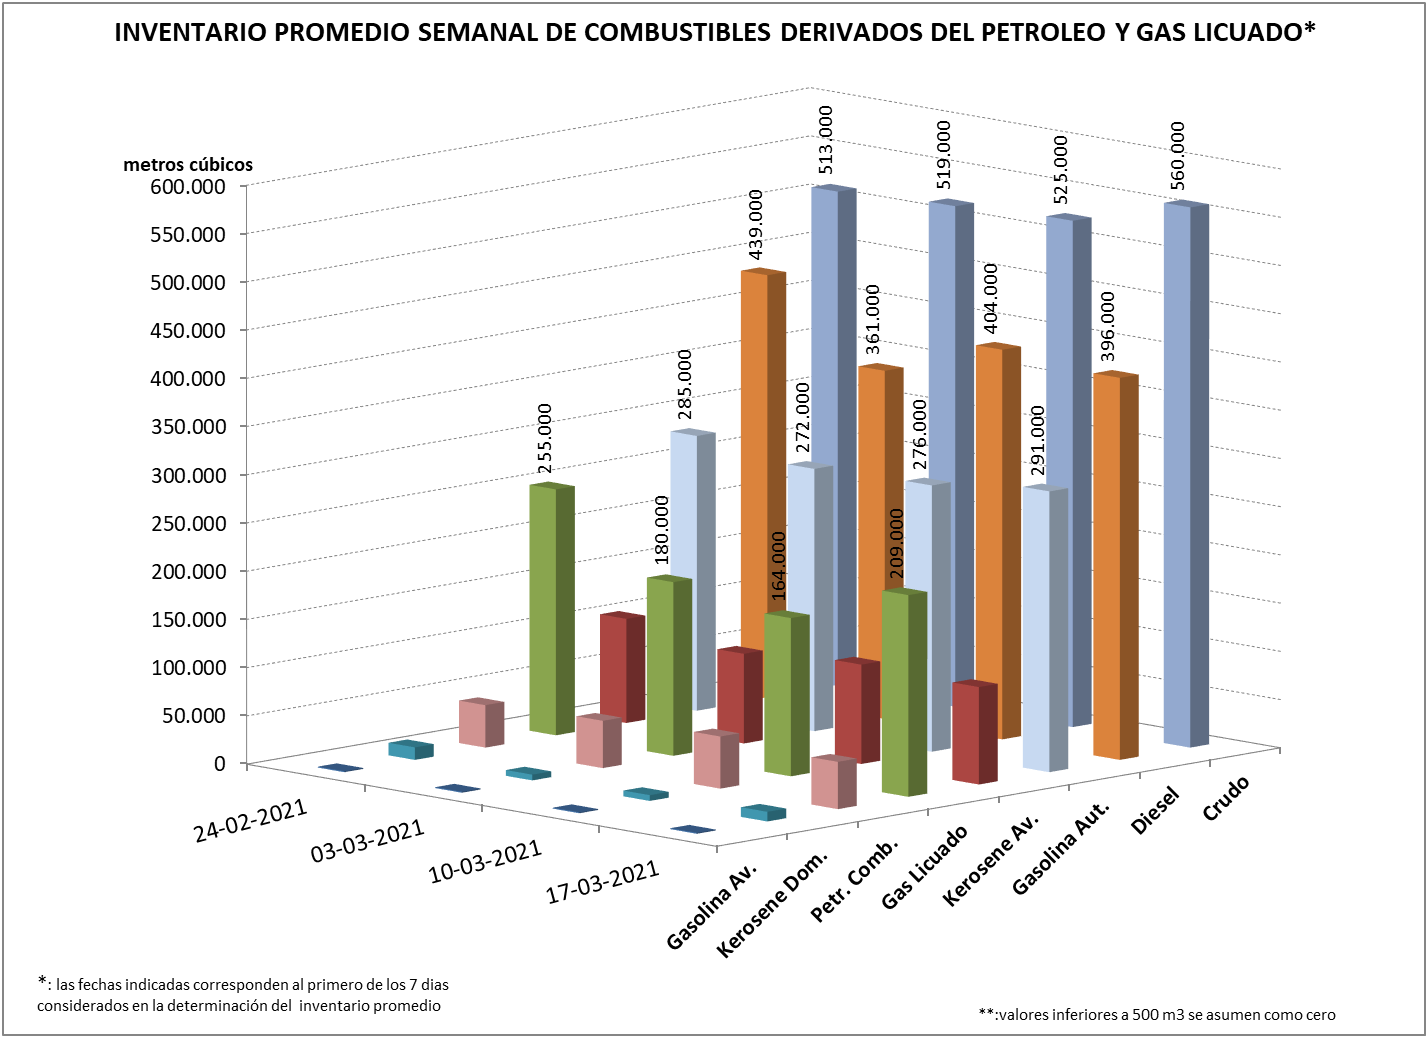 INVENTARIO PROMEDIO SEMANAL DE COMBUSTIBLES DERIVADOS DEL PETROLEO Y GAS LICUADO*
metros cúbicos
600.000
550.000
500.000
450.000
400.000
350.000
300.000
250.000
200.000
150.000
100.000
50.000
0
513.000
519.000
525.000
560.000
439.000
361.000
404.000
396.000
285.000
272.000
276.000
291.000
255.000
180.000
164.000
209.000
24-02-2021
03-03-2021
10-03-2021
17-03-2021
Gasolina Av.
Kerosene Dom.
Petr. Comb.
Gas Licuado
Kerosene Av.
Gasolina Aut.
Diesel
Crudo
*: las fechas indicadas corresponden al primero de los 7 dias
considerados en la determinación del inventario promedio
**:valores inferiores a 500 m3 se asumen como cero